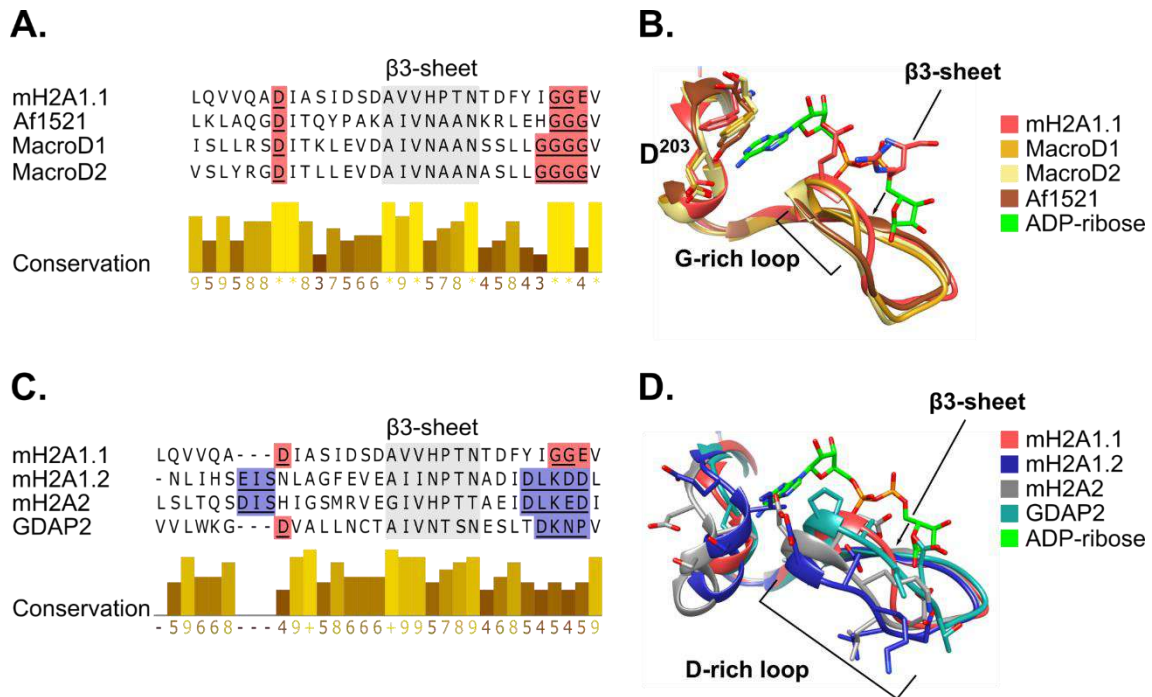 A.
β3-sheet
mH2A1.1 LQVVQADIASIDSDAVVHPTNTDFYIGGEV
Af1521 LKLAQGDITQYPAKAIVNAANKRLEHGGGV
MacroD1 ISLLRSDITKLEVDAIVNAANSSLLGGGGV
MacroD2 VSLYRGDITLLEVDAIVNAANASLLGGGGV
Conservation
959588**837566*9*578*45843**4*
B.
β3-sheet
D203
G-rich loop
mH2A1.1
MacroD1
MacroD2
Af1521
ADP-ribose
C.
β3-sheet
mH2A1.1 LQVVQA---DIASIDSDAVVHPTNTDFYIGGEV
mH2A1.2 -NLIHSEISNLAGFEVEAIINPTNADIDLKDDL
mH2A2 LSLTQSDISHIGSMRVEGIVHPTTAEIDLKEDL
GDAP2 VVLWKG---DVALLNCTAIVNTSNESLTDKNPV
Conservation
-59668---49+58666+995789468545459
D.
β3-sheet
D-rich loop
mH2A1.1
mH2A1.2
mH2A2
GDAP2
ADP-ribose